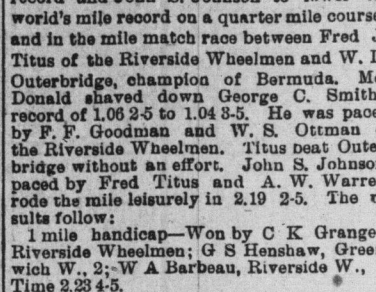 world's mile record on a quarter mile course
and in the mile match race between Fred J
Titus of the Riverside Wheelmen and W.
Outerbridge, champion of Bermuda.
Donald shaved down George C. Smith
record of 1.06 2-5 to 1.04 3-5. He was pace
by F. F. Goodman and W. S. Ottman
the Riverside Wheelmen. Titus beat Oute
bridge without an effort. John S. Johnso
paced by Fred Titus and A. W. Warre
rode the mile leisurely in 2.19 2-5. The
sults follow:
1 mile handicap—Won by C K Grange
Riverside Wheelmen; G S Henshaw, Gree
wich W., 2; W A Barbeau, Riverside W.,
Time 2.23 4-5.